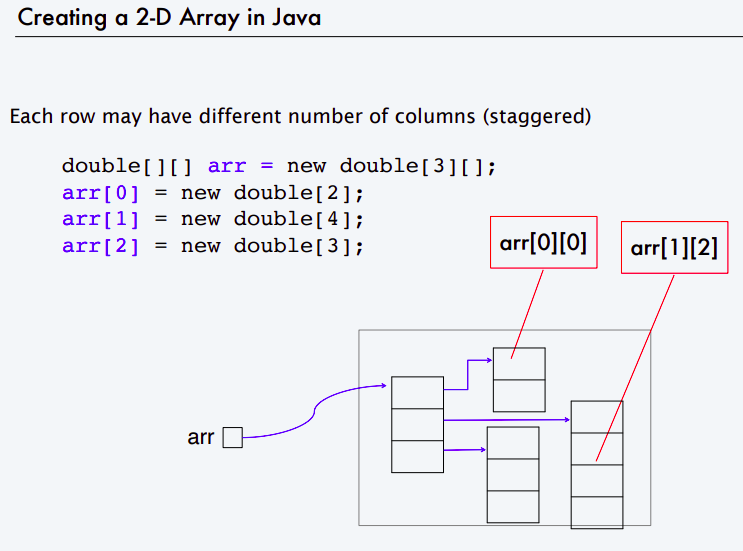 Creating a 2-D Array in Java
Each row may have different number of columns (staggered)
double[][] arr = new double[3][];
arr[0] = new double[2];
arr[1] = new double[4];
arr[2] = new double[3];
arr[0][0]
arr[1][2]
arr